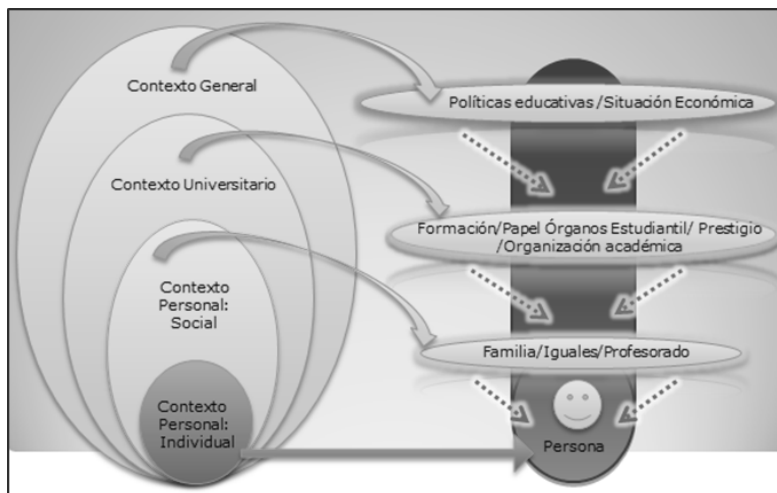 Contexto General
Contexto Universitario
Contexto
Personal:
Social
Contexto
Personal:
Individual
Políticas educativas /Situación Económica
Formación/Papel Órganos Estudiantil/ Prestigio
/Organización académica
Familia/Iguales/Profesorado
Persona